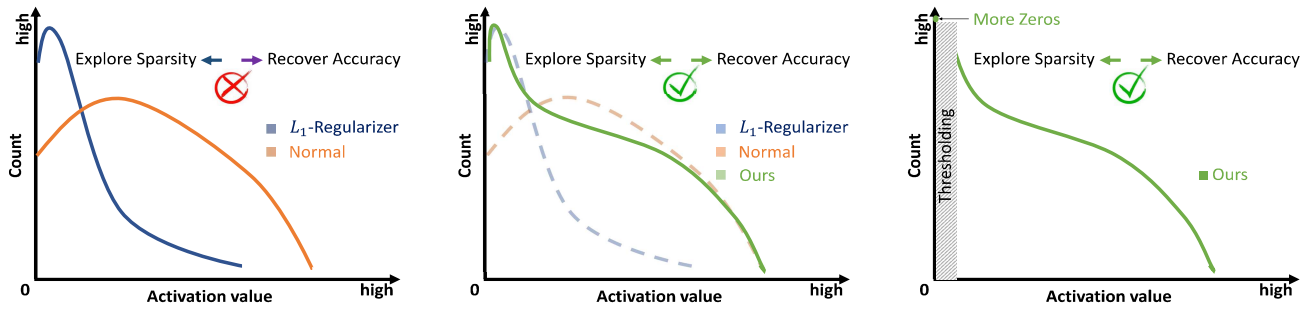 high
Explore Sparsity
Recover Accuracy
L₁-Regularizer
Normal
Count
0
Activation value
high
high
Explore Sparsity
Recover Accuracy
L₁-Regularizer
Normal
Ours
Count
0
Activation value
high
high
More Zeros
Explore Sparsity
Recover Accuracy
Thresholding
Ours
Count
0
Activation value
high